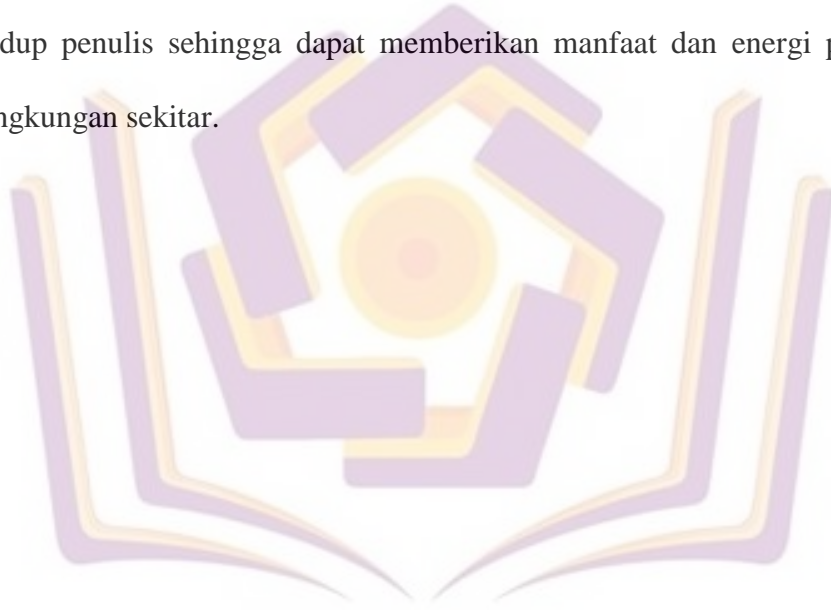 dup penulis sehingga dapat memberikan manfaat dan energi p
ngkungan sekitar.